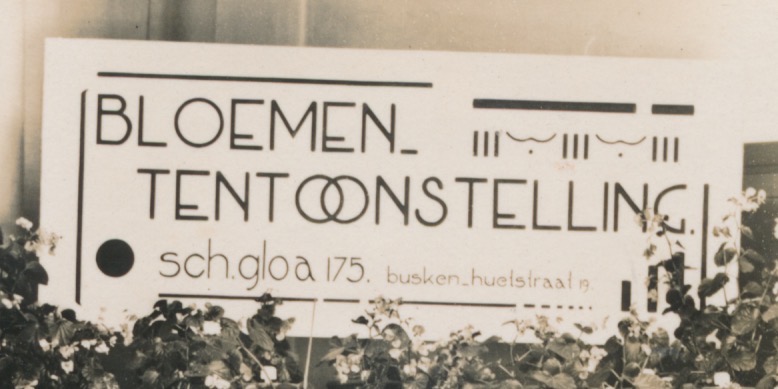 BLOEMEN_
TENTOONSTELLING.
sch.gloa 175. busken_huetstraat 19.